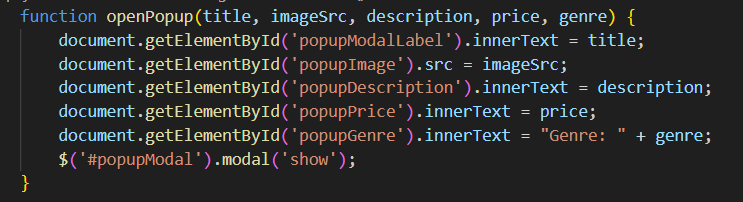 function openPopup(title, imageSrc, description, price, genre) {
    document.getElementById('popupModalLabel').innerText = title;
    document.getElementById('popupImage').src = imageSrc;
    document.getElementById('popupDescription').innerText = description;
    document.getElementById('popupPrice').innerText = price;
    document.getElementById('popupGenre').innerText = "Genre: " + genre;
    $('#popupModal').modal('show');
}